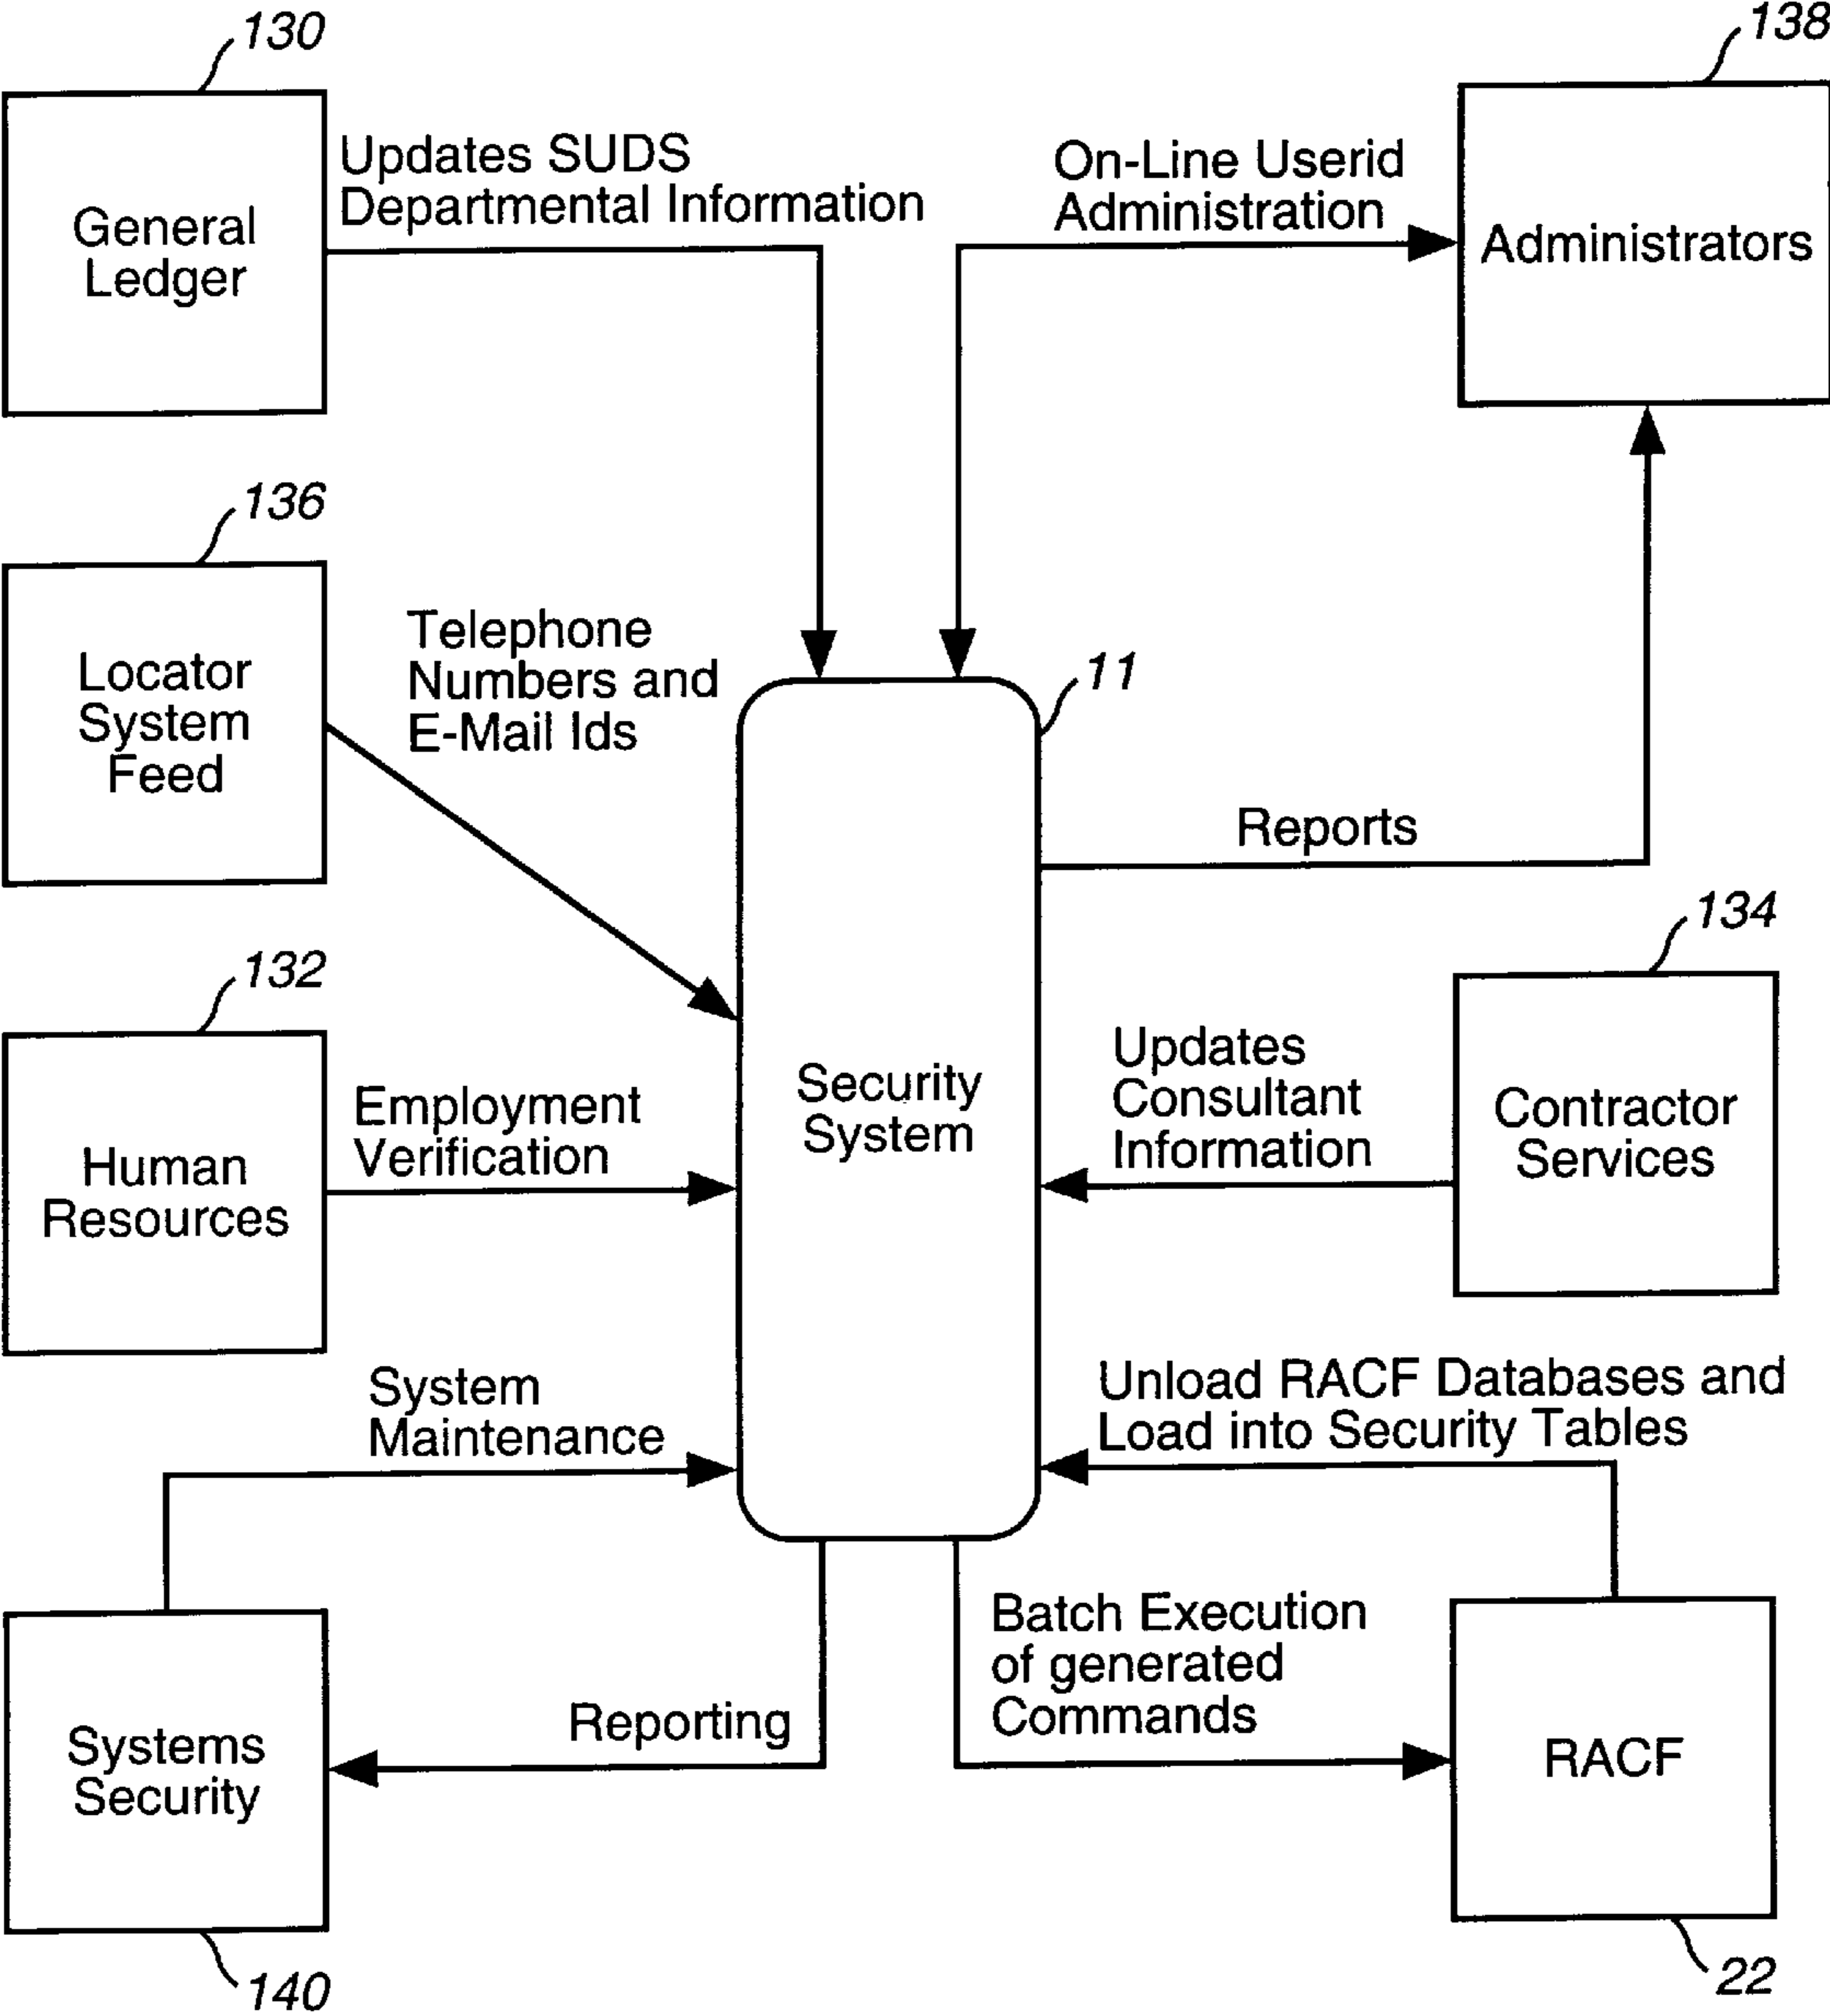 130
138
Updates SUDS
Departmental Information
On-Line Userid
Administration
General
Ledger
Administrators
136
Telephone
Numbers and
E-Mail Ids
11
Locator
System
Feed
Reports
134
132
Updates
Consultant
Information
Security
System
Employment
Verification
Contractor
Services
Human
Resources
System
Maintenance
Unload RACF Databases and
Load into Security Tables
Batch Execution
of generated
Commands
Reporting
Systems
Security
RACF
140
22